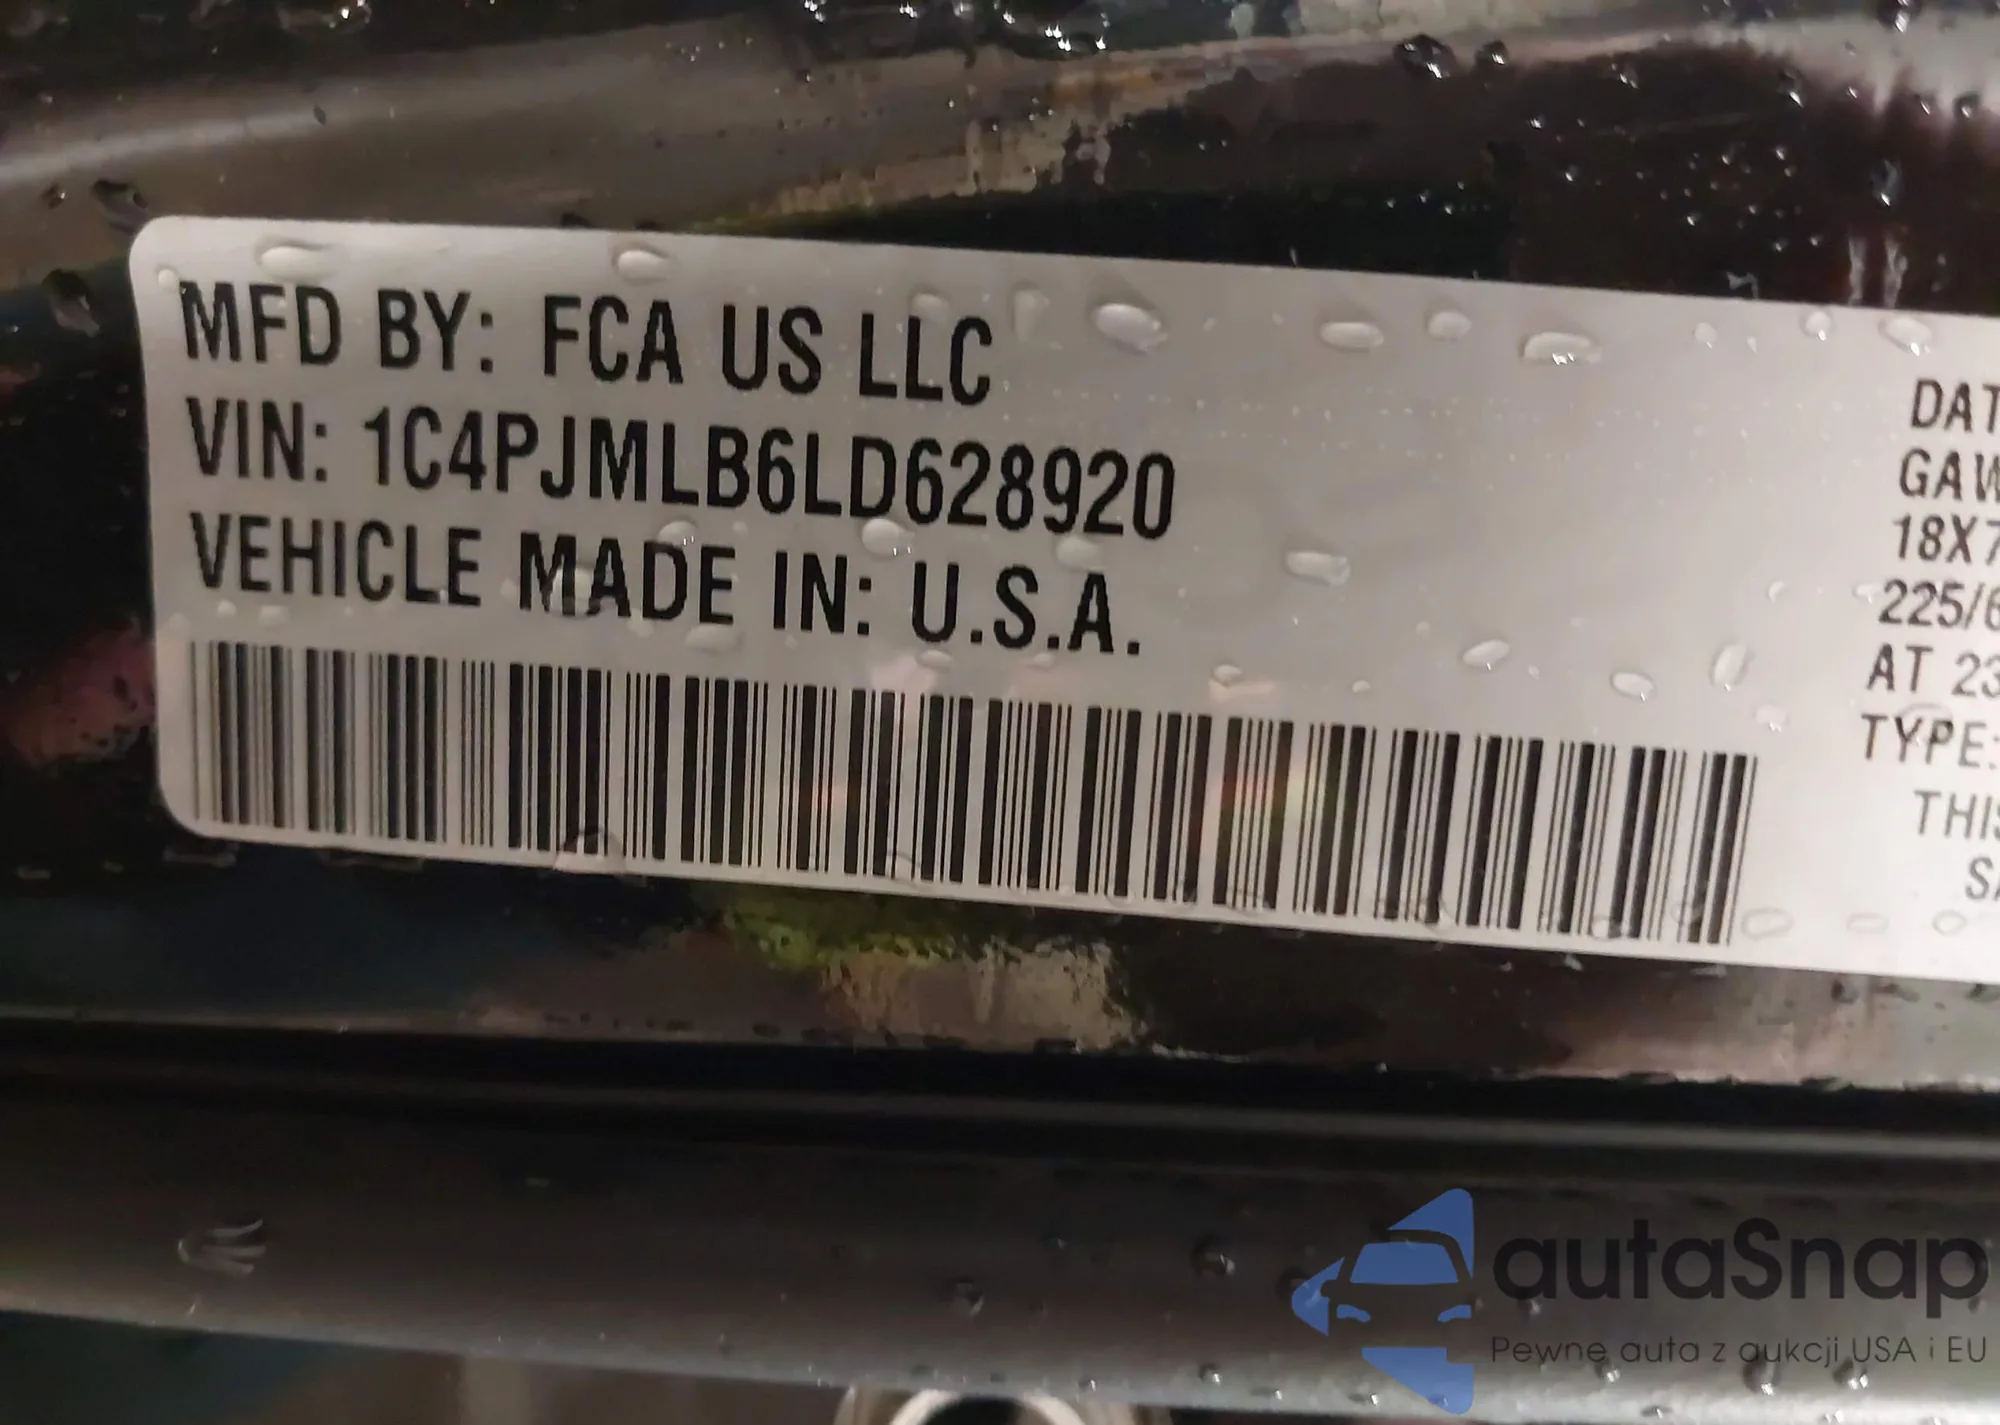 MFD BY: FCA US LLC
VIN: 1C4PJMLB6LD628920
VEHICLE MADE IN: U.S.A.
DAT
GAW
18X7
225/6
AT 23
TYPE:
THIS
SA
autaSnap
Pewne auta z aukcji USA i EU